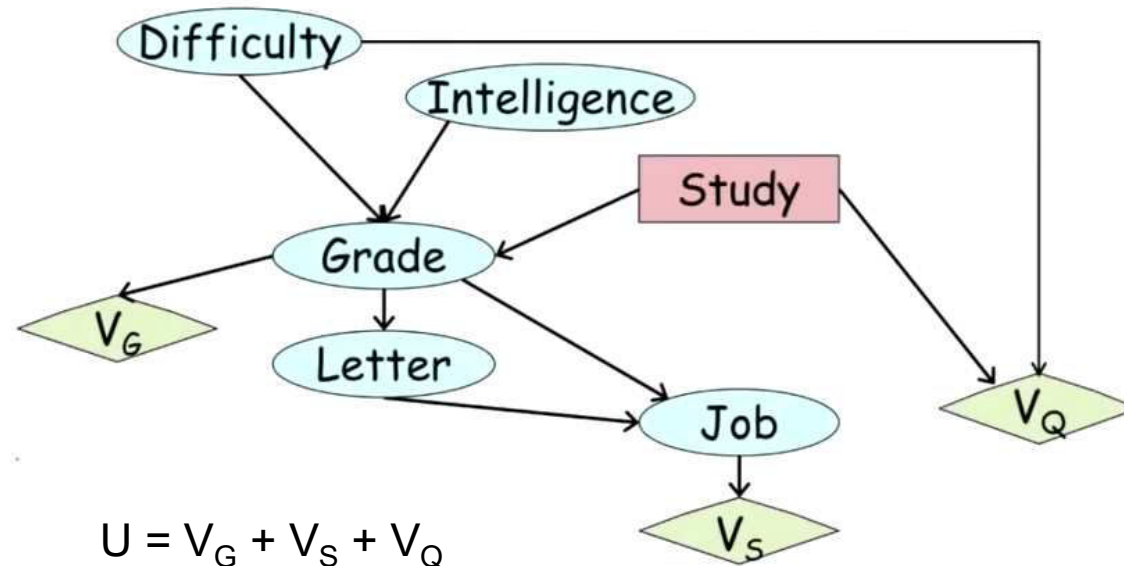 Difficulty
Intelligence
Study
Grade
V_G
Letter
Job
V_Q
V_S
U = V_G + V_S + V_Q